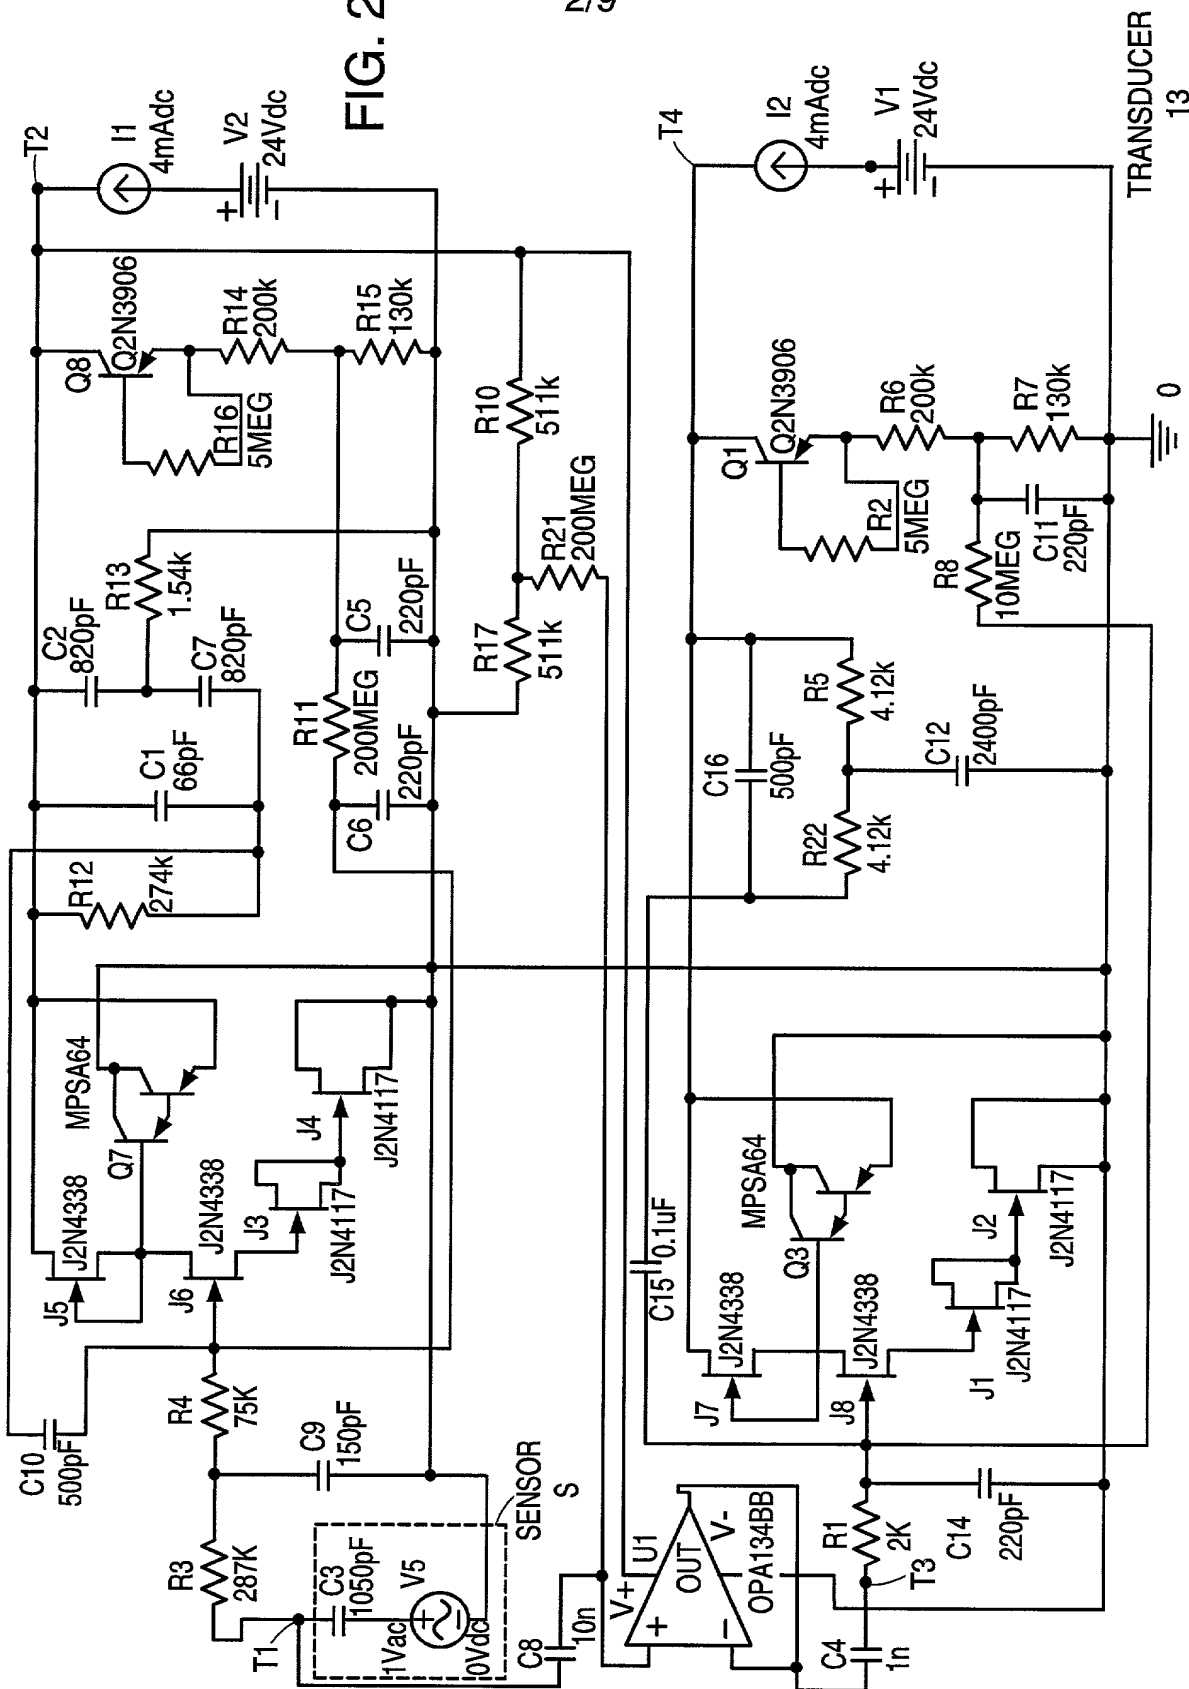 2/9
FIG. 2
T2
I1
4mAdc
V2
24Vdc
+
−
Q8
Q2N3906
R14
200k
R15
130k
R16
5MEG
R13
1.54k
C2
820pF
C7
820pF
C1
66pF
R12
274k
R11
200MEG
C5
220pF
C6
220pF
R10
511k
R21
200MEG
R17
511k
MPSA64
Q7
J2N4338
J5
J2N4338
J6
J3
J2N4117
J4
J2N4117
C10
500pF
R4
75K
C9
150pF
R3
287K
T1
C3
1050pF
V5
1Vac
0Vdc
+
−
SENSOR
S
C8
10n
U1
V+
V-
OUT
+
−
OPA134BB
T4
I2
4mAdc
V1
24Vdc
+
−
TRANSDUCER
13
Q1
Q2N3906
R6
200k
R7
130k
0
R2
5MEG
R8
10MEG
C11
220pF
C16
500pF
R5
4.12k
R22
4.12k
C12
2400pF
MPSA64
Q3
C15
0.1uF
J7
J2N4338
J8
J2N4338
J1
J2N4117
J2
J2N4117
R1
2K
C14
220pF
T3
C4
1n